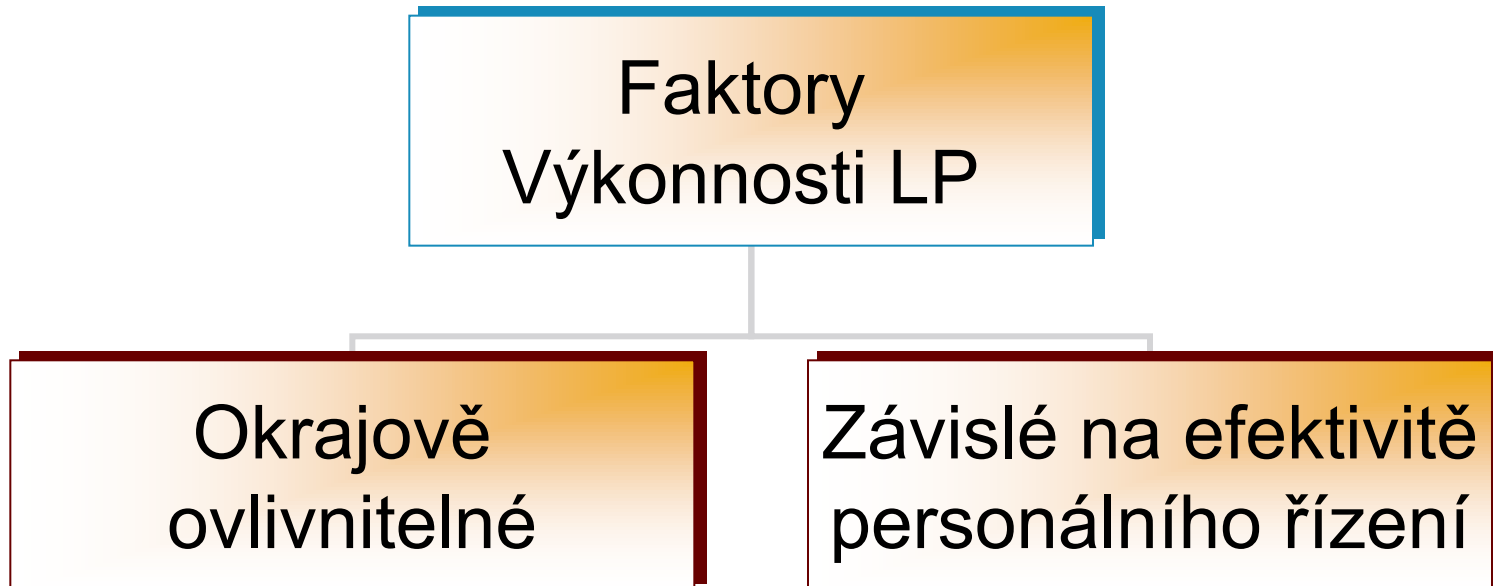 Faktory
Výkonnosti LP
Okrajově
ovlivnitelné
Závislé na efektivitě
personálního řízení